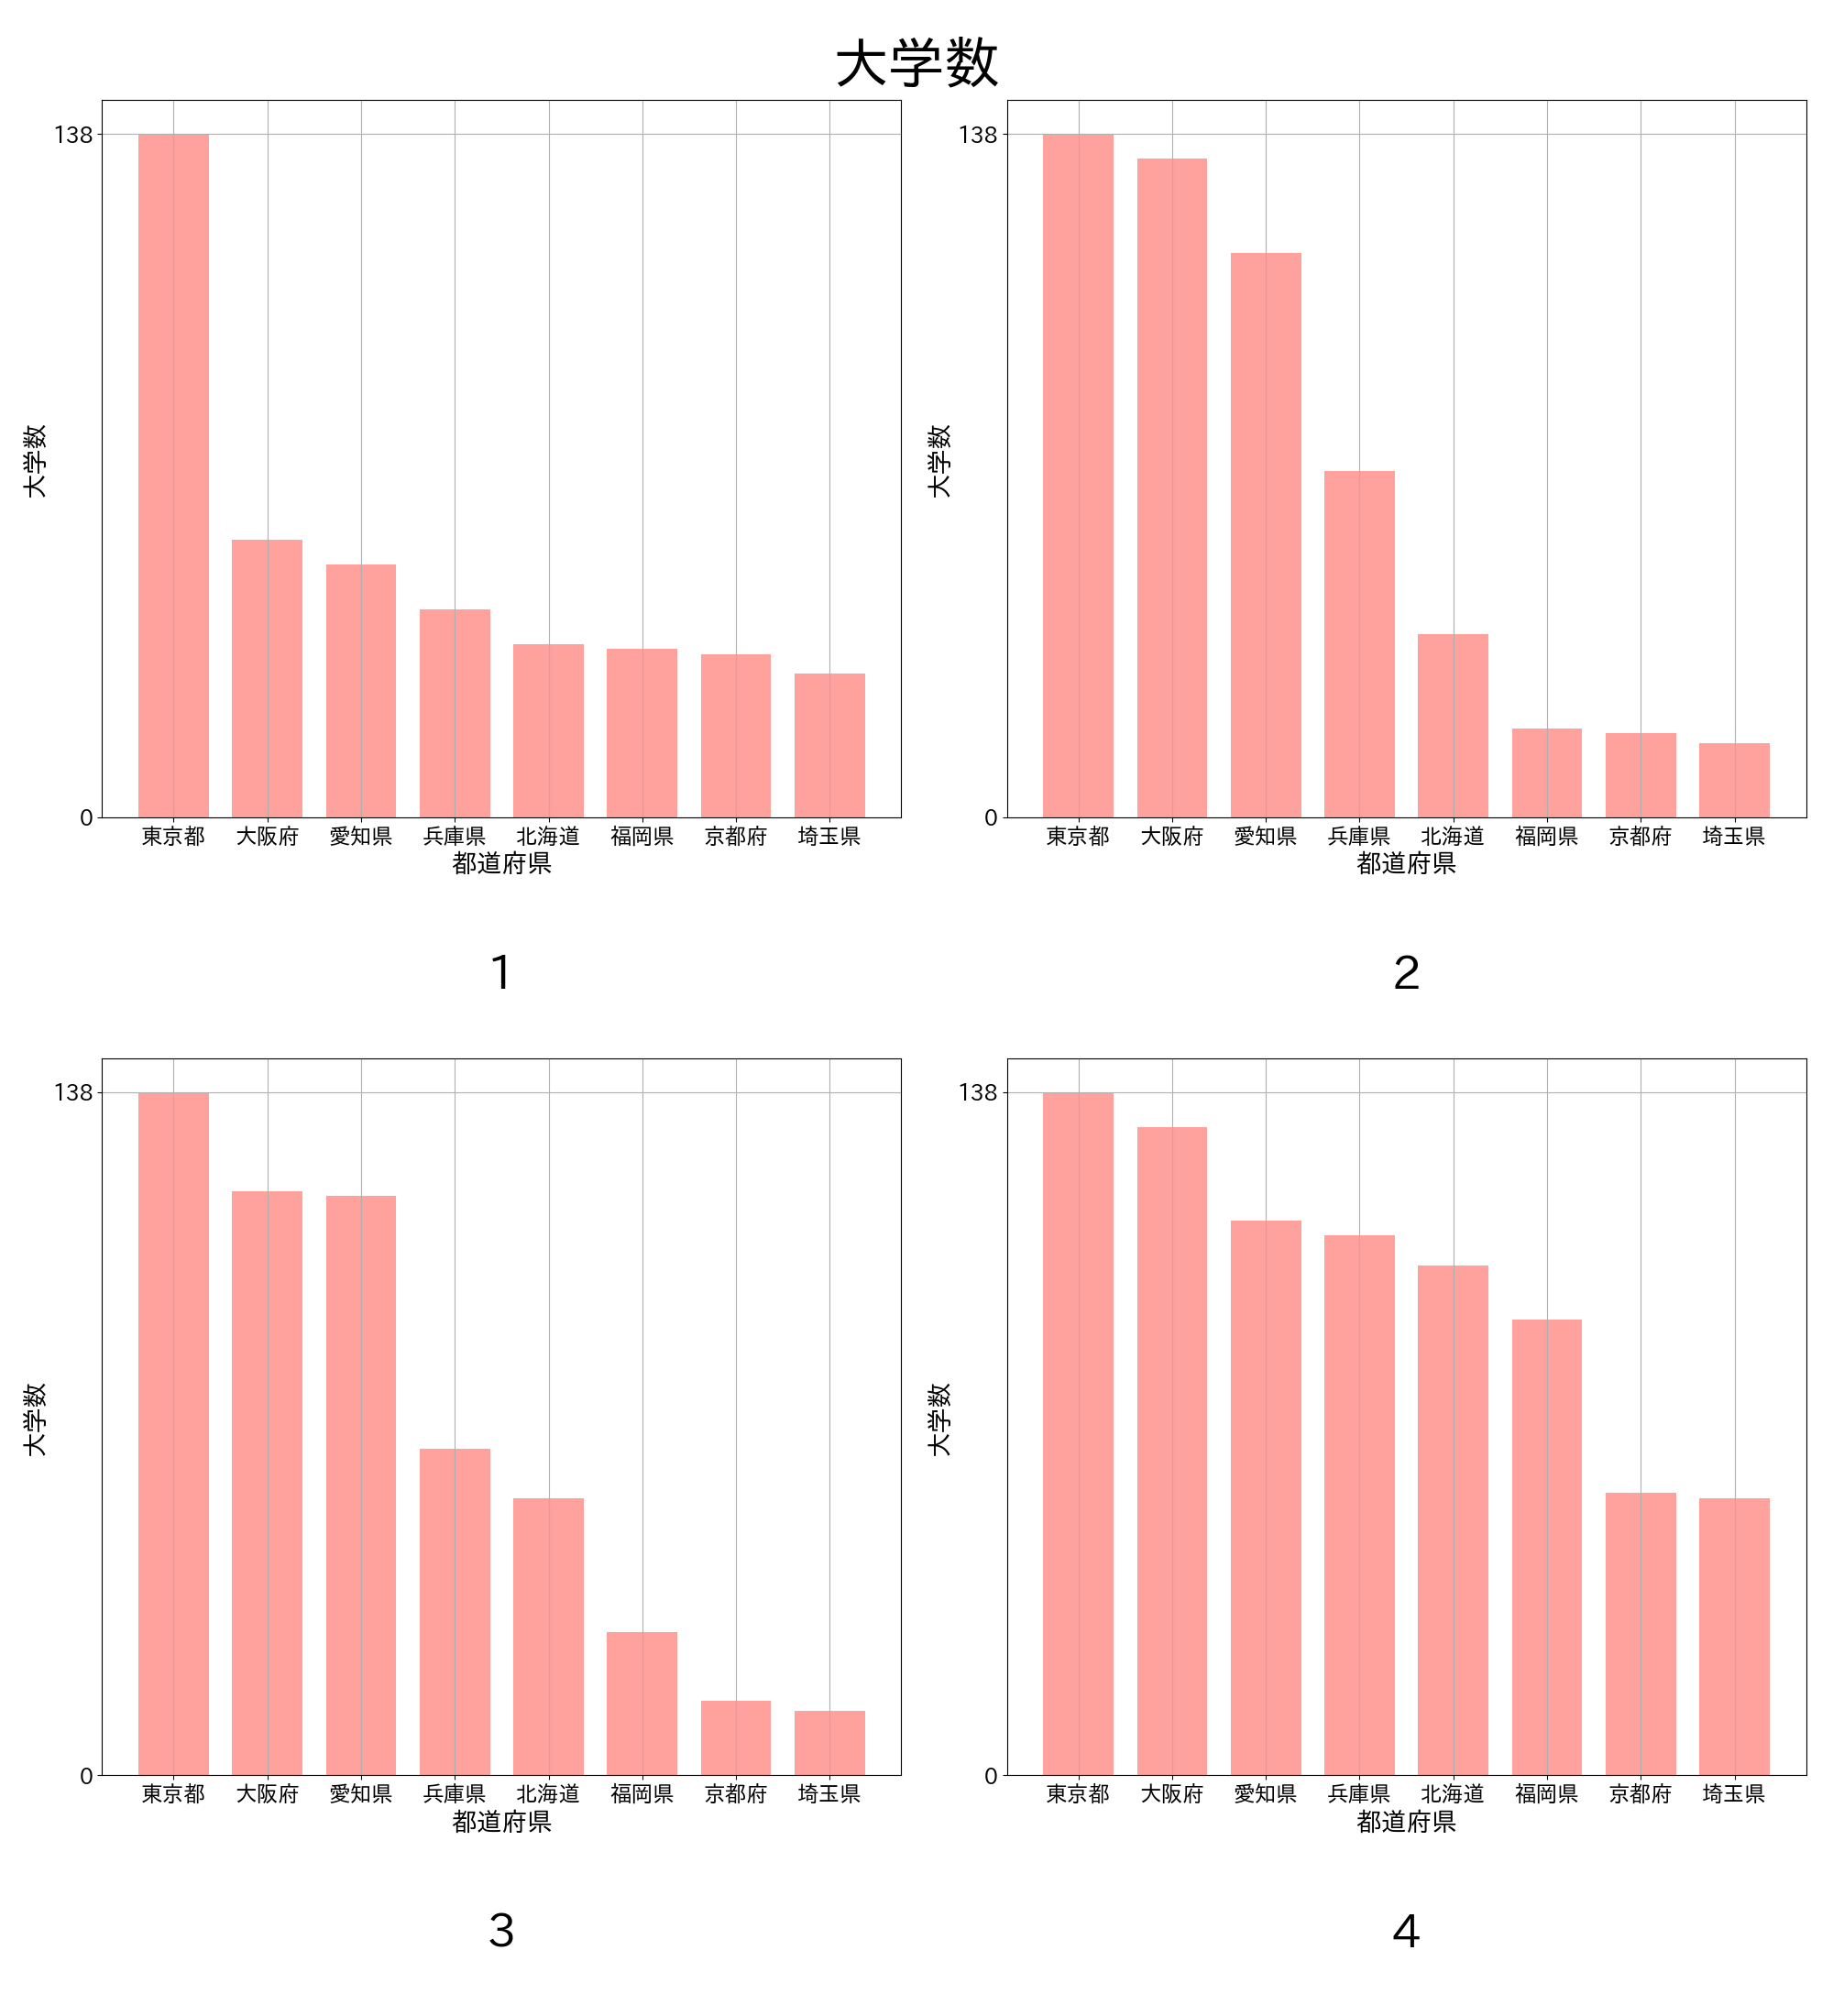 大学数
138
0
大学数
東京都 大阪府 愛知県 兵庫県 北海道 福岡県 京都府 埼玉県
都道府県
1
138
0
大学数
東京都 大阪府 愛知県 兵庫県 北海道 福岡県 京都府 埼玉県
都道府県
2
138
0
大学数
東京都 大阪府 愛知県 兵庫県 北海道 福岡県 京都府 埼玉県
都道府県
3
138
0
大学数
東京都 大阪府 愛知県 兵庫県 北海道 福岡県 京都府 埼玉県
都道府県
4